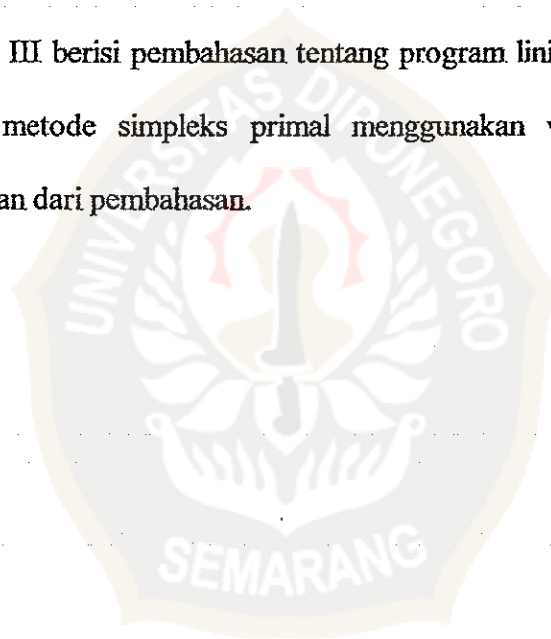 III berisi pembahasan tentang program lini
metode simpleks primal menggunakan
an dari pembahasan.
UNIVERSITAS DIPONEGORO
SEMARANG